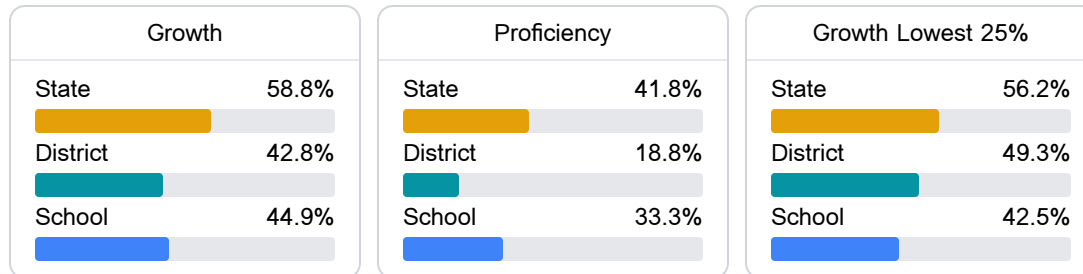 Growth
State 58.8%
District 42.8%
School 44.9%
Proficiency
State 41.8%
District 18.8%
School 33.3%
Growth Lowest 25%
State 56.2%
District 49.3%
School 42.5%